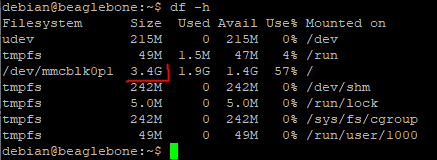 debian@beaglebone:~$ df -h
Filesystem Size Used Avail Use% Mounted on
udev 215M 0 215M 0% /dev
tmpfs 49M 1.5M 47M 4% /run
/dev/mmcblk0p1 3.4G 1.9G 1.4G 57% /
tmpfs 242M 0 242M 0% /dev/shm
tmpfs 5.0M 0 5.0M 0% /run/lock
tmpfs 242M 0 242M 0% /sys/fs/cgroup
tmpfs 49M 0 49M 0% /run/user/1000
debian@beaglebone:~$